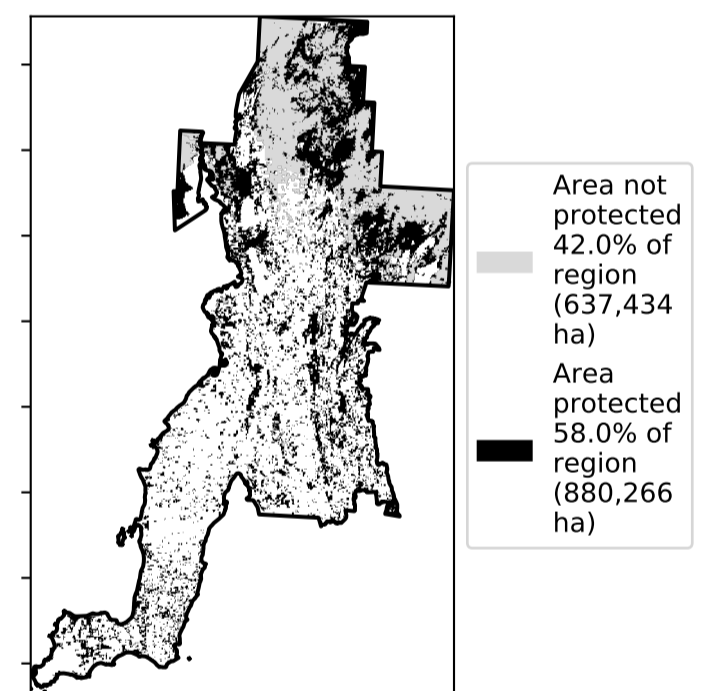 Area not
protected
42.0% of
region
(637,434
ha)
Area
protected
58.0% of
region
(880,266
ha)